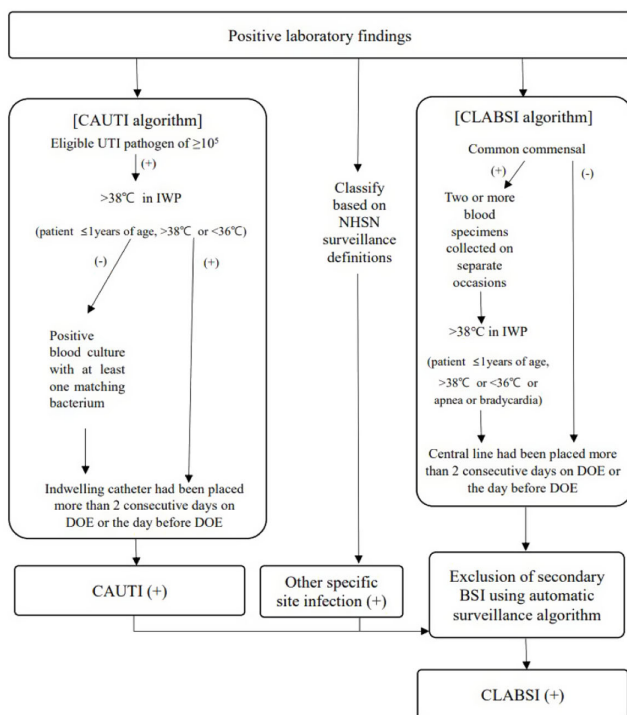 Positive laboratory findings
[CAUTI algorithm]
Eligible UTI pathogen of ≥10⁵
(+)
>38℃ in IWP
(patient ≤1years of age, >38℃ or <36℃)
(-)
(+)
Positive
blood culture
with at least
one matching
bacterium
Indwelling catheter had been placed
more than 2 consecutive days on
DOE or the day before DOE
CAUTI (+)
Classify
based on
NHSN
surveillance
definitions
Other specific
site infection (+)
[CLABSI algorithm]
Common commensal
(+)
(-)
Two or more
blood
specimens
collected on
separate
occasions
>38℃ in IWP
(patient ≤1years of age,
>38℃ or <36℃ or
apnea or bradycardia)
Central line had been placed more
than 2 consecutive days on DOE or
the day before DOE
Exclusion of secondary
BSI using automatic
surveillance algorithm
CLABSI (+)